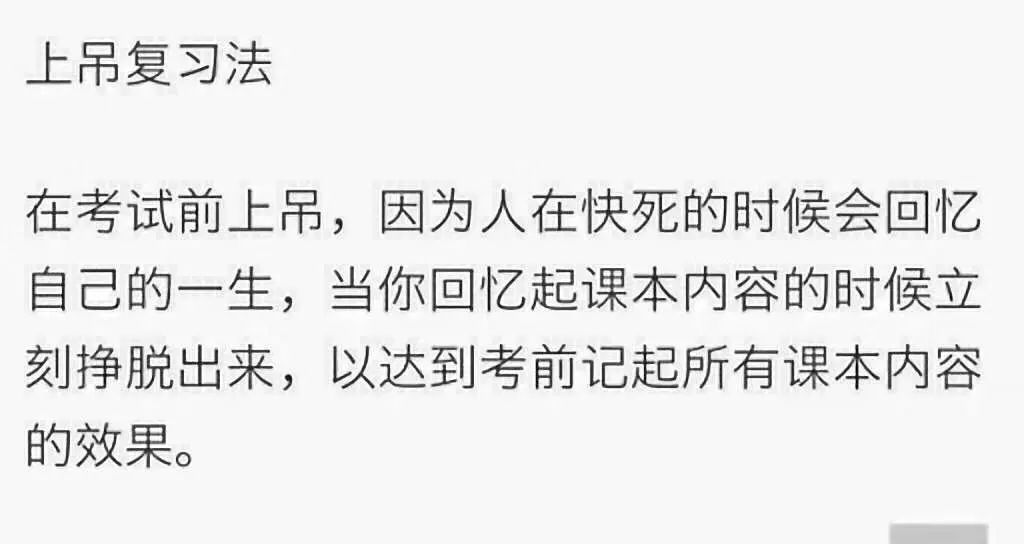 上吊复习法
在考试前上吊，因为人在快死的时候会回忆
自己的一生，当你回忆起课本内容的时候立
刻挣脱出来，以达到考前记起所有课本内容
的效果。